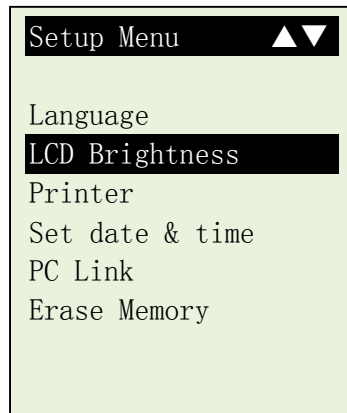 Setup Menu ▲▼
Language
LCD Brightness
Printer
Set date & time
PC Link
Erase Memory